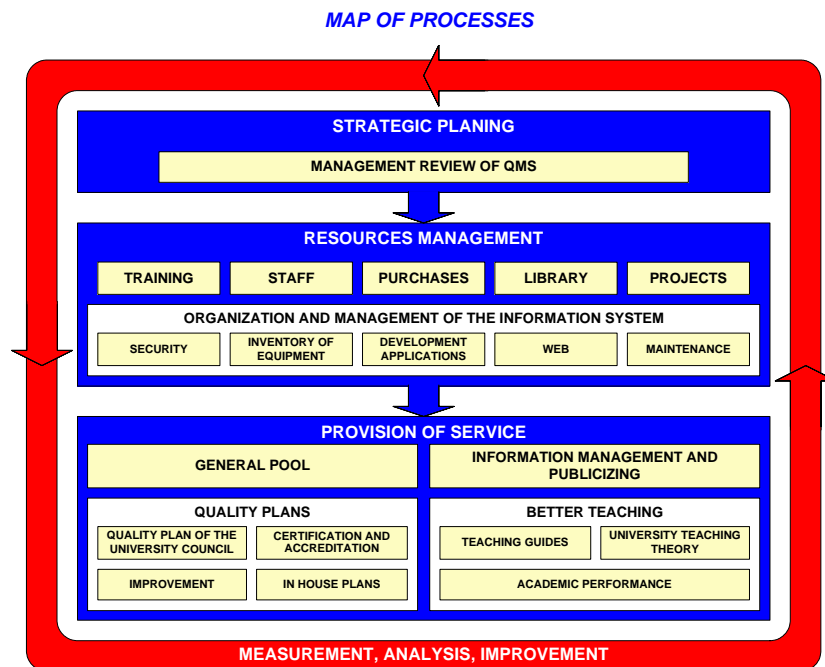 MAP OF PROCESSES
STRATEGIC PLANING
MANAGEMENT REVIEW OF QMS
RESOURCES MANAGEMENT
TRAINING
STAFF
PURCHASES
LIBRARY
PROJECTS
ORGANIZATION AND MANAGEMENT OF THE INFORMATION SYSTEM
SECURITY
INVENTORY OF
EQUIPMENT
DEVELOPMENT
APPLICATIONS
WEB
MAINTENANCE
PROVISION OF SERVICE
GENERAL POOL
INFORMATION MANAGEMENT AND
PUBLICIZING
QUALITY PLANS
QUALITY PLAN OF THE
UNIVERSITY COUNCIL
CERTIFICATION AND
ACCREDITATION
IMPROVEMENT
IN HOUSE PLANS
BETTER TEACHING
TEACHING GUIDES
UNIVERSITY TEACHING
THEORY
ACADEMIC PERFORMANCE
MEASUREMENT, ANALYSIS, IMPROVEMENT